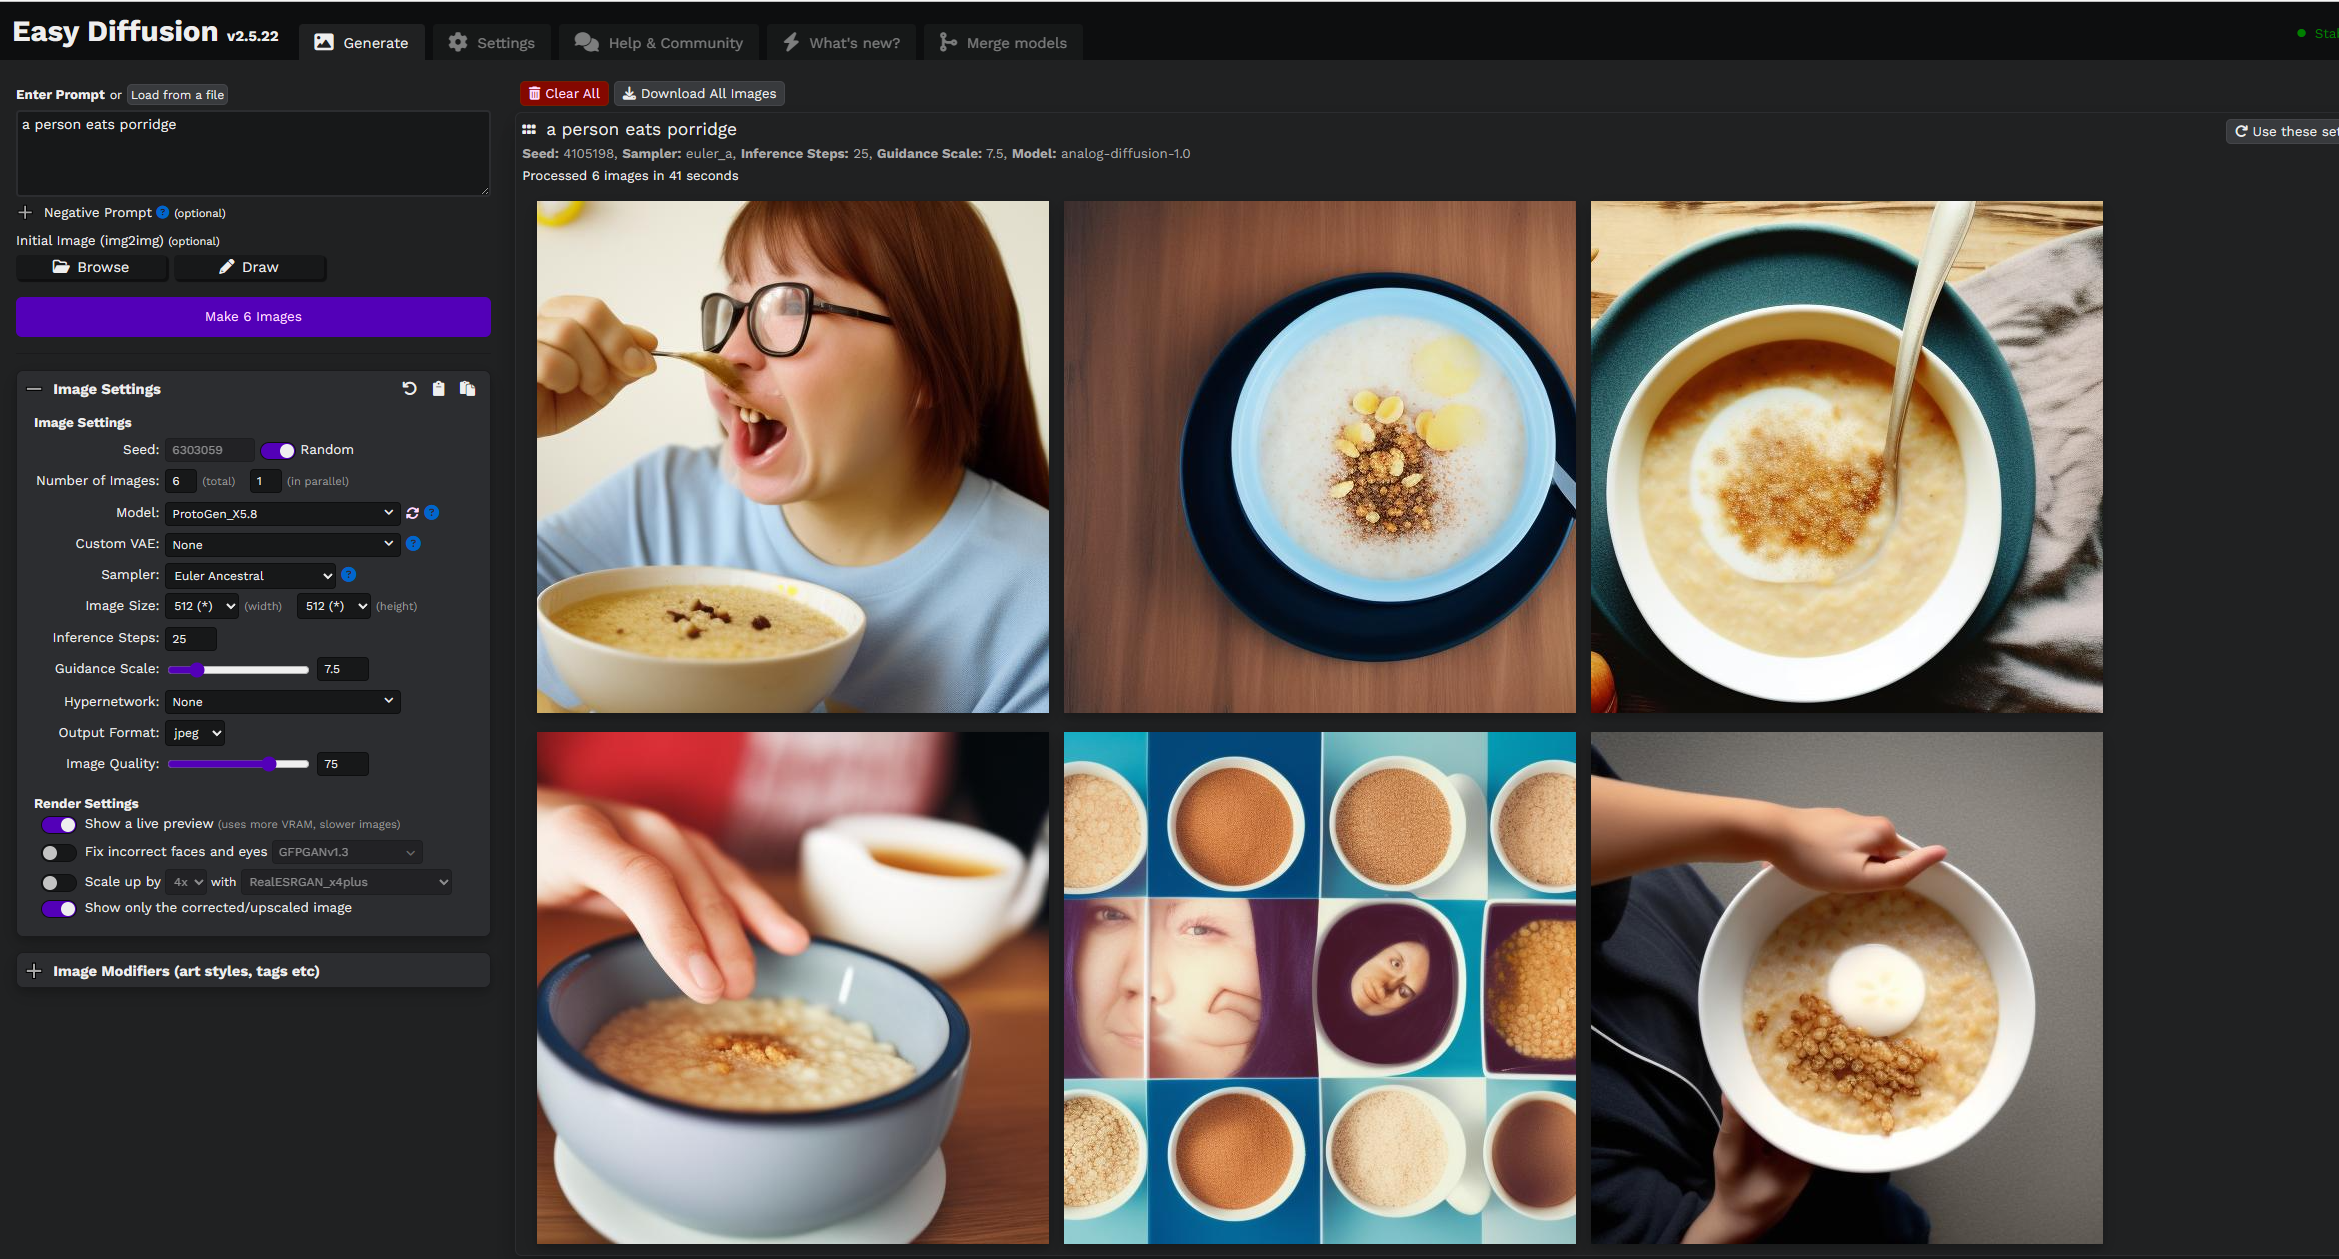 Easy Diffusion v2.5.22
Generate
Settings
Help & Community
What's new?
Merge models
Enter Prompt or Load from a file
a person eats porridge
Negative Prompt ? (optional)
Initial Image (img2img) (optional)
Browse
Draw
Make 6 Images
Image Settings
Image Settings
Seed: 6303059 Random
Number of Images: 6 (total) 1 (in parallel)
Model: ProtoGen_X5.8 ?
Custom VAE: None ?
Sampler: Euler Ancestral ?
Image Size: 512 (*) (width) 512 (*) (height)
Inference Steps: 25
Guidance Scale: 7.5
Hypernetwork: None
Output Format: jpeg
Image Quality: 75
Render Settings
Show a live preview (uses more VRAM, slower images)
Fix incorrect faces and eyes GFPGANv1.3
Scale up by 4x with RealESRGAN_x4plus
Show only the corrected/upscaled image
Image Modifiers (art styles, tags etc)
Clear All
Download All Images
a person eats porridge
Use these
Seed: 4105198, Sampler: euler_a, Inference Steps: 25, Guidance Scale: 7.5, Model: analog-diffusion-1.0
Processed 6 images in 41 seconds